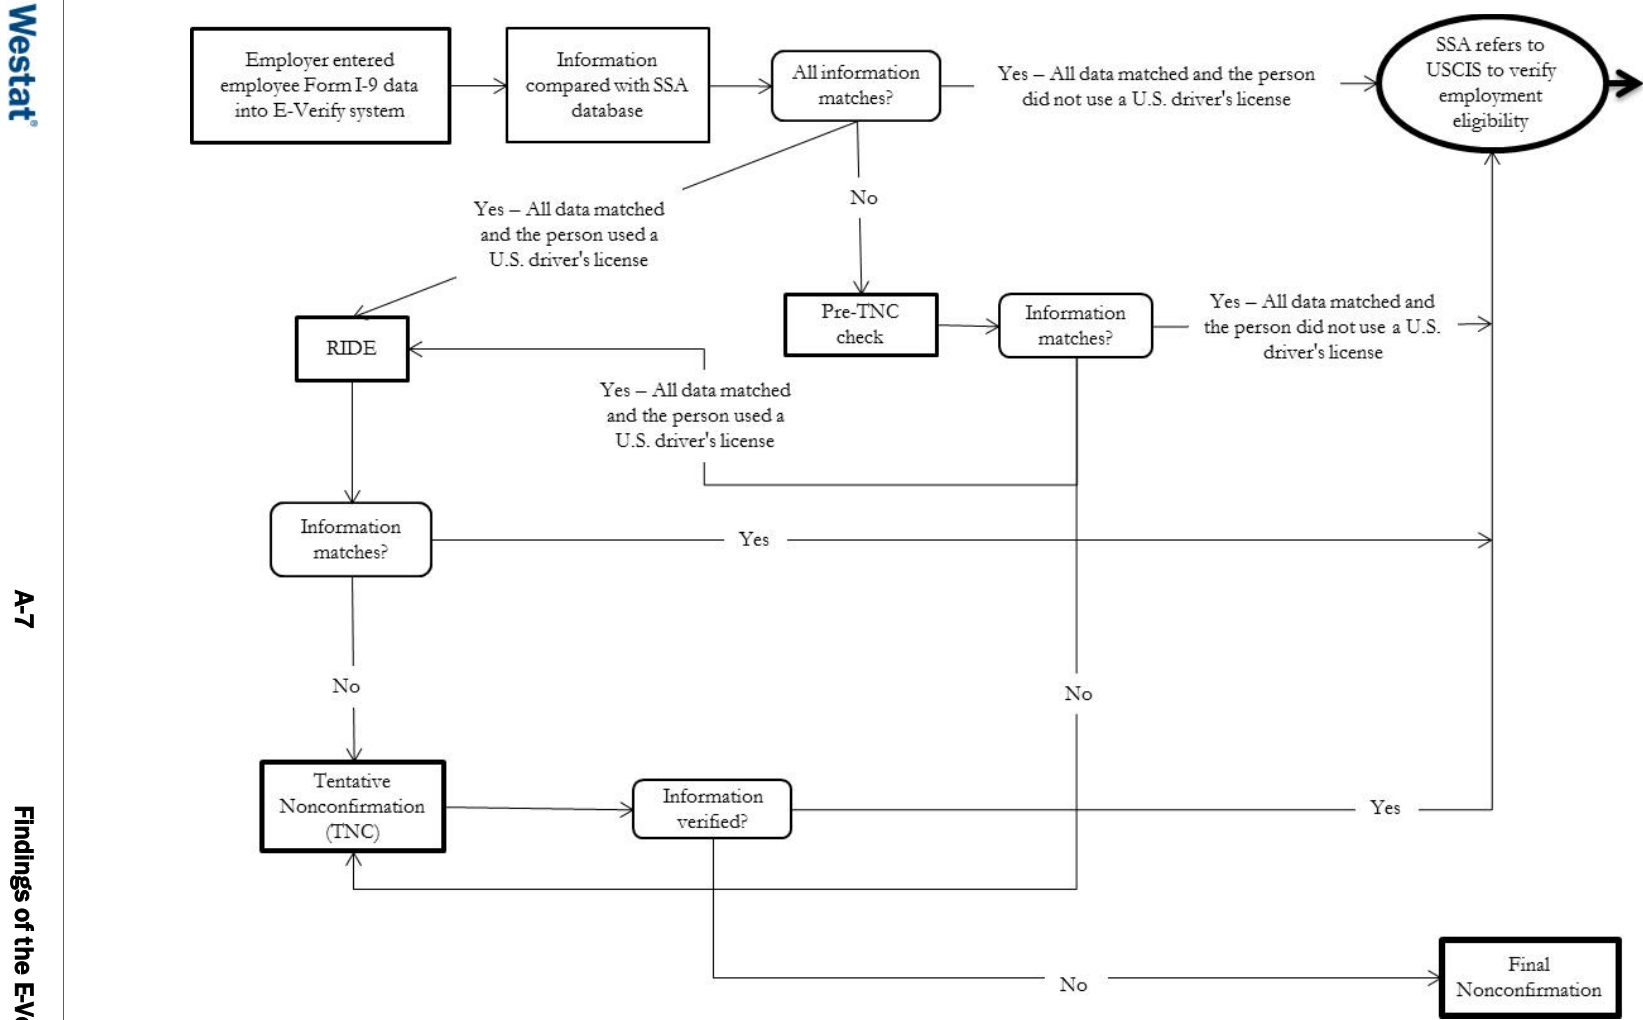 Westat®
A-7
Findings of the E-Ve
Employer entered
employee Form I-9 data
into E-Verify system
Information
compared with SSA
database
All information
matches?
Yes – All data matched and the person
did not use a U.S. driver's license
SSA refers to
USCIS to verify
employment
eligibility
Yes – All data matched
and the person used a
U.S. driver's license
No
RIDE
Pre-TNC
check
Information
matches?
Yes – All data matched and
the person did not use a U.S.
driver's license
Yes – All data matched
and the person used a
U.S. driver's license
Information
matches?
Yes
No
No
Tentative
Nonconfirmation
(TNC)
Information
verified?
Yes
No
Final
Nonconfirmation